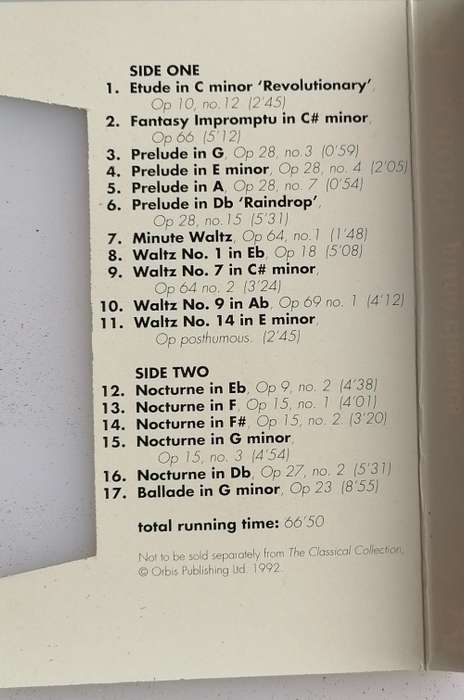 SIDE ONE
1. Etude in C minor ‘Revolutionary’,
Op 10, no.12 (2'45)
2. Fantasy Impromptu in C# minor,
Op 66 (5'12)
3. Prelude in G, Op 28, no.3 (0'59)
4. Prelude in E minor, Op 28, no. 4 (2'05)
5. Prelude in A, Op 28, no. 7 (0'54)
6. Prelude in Db ‘Raindrop’,
Op 28, no.15 (5'31)
7. Minute Waltz, Op 64, no.1 (1'48)
8. Waltz No. 1 in Eb, Op 18 (5'08)
9. Waltz No. 7 in C# minor,
Op 64 no. 2 (3'24)
10. Waltz No. 9 in Ab, Op 69 no. 1 (4'12)
11. Waltz No. 14 in E minor,
Op posthumous. (2'45)
SIDE TWO
12. Nocturne in Eb, Op 9, no. 2 (4'38)
13. Nocturne in F, Op 15, no. 1 (4'01)
14. Nocturne in F#, Op 15, no. 2 (3'20)
15. Nocturne in G minor,
Op 15, no. 3 (4'54)
16. Nocturne in Db, Op 27, no. 2 (5'31)
17. Ballade in G minor, Op 23 (8'55)
total running time: 66'50
Not to be sold separately from The Classical Collection,
© Orbis Publishing Ltd. 1992.